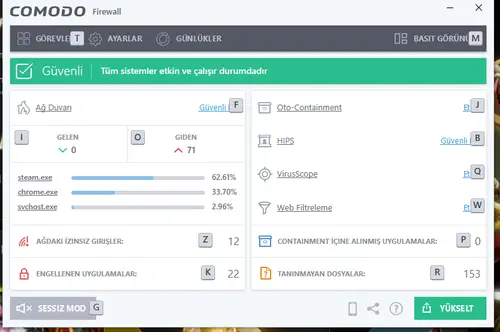 COMODO Firewall
GÖREVLE T AYARLAR GÜNLÜKLER BASIT GÖRÜNÜ M
Güvenli Tüm sistemler etkin ve çalışır durumdadır
Ağ Duvarı Güvenli F
I GELEN O GIDEN
0 71
steam.exe 62.61%
chrome.exe 33.70%
svchost.exe 2.96%
Oto-Containment Et J
HIPS Güvenli B
VirusScope Et Q
Web Filtreleme Et W
AĞDAKI İZINSIZ GIRIŞLER: Z 12
CONTAINMENT İÇINE ALINMIŞ UYGULAMALAR: P 0
ENGELLENEN UYGULAMALAR: K 22
TANINMAYAN DOSYALAR: R 153
SESSIZ MOD G
? YÜKSELT